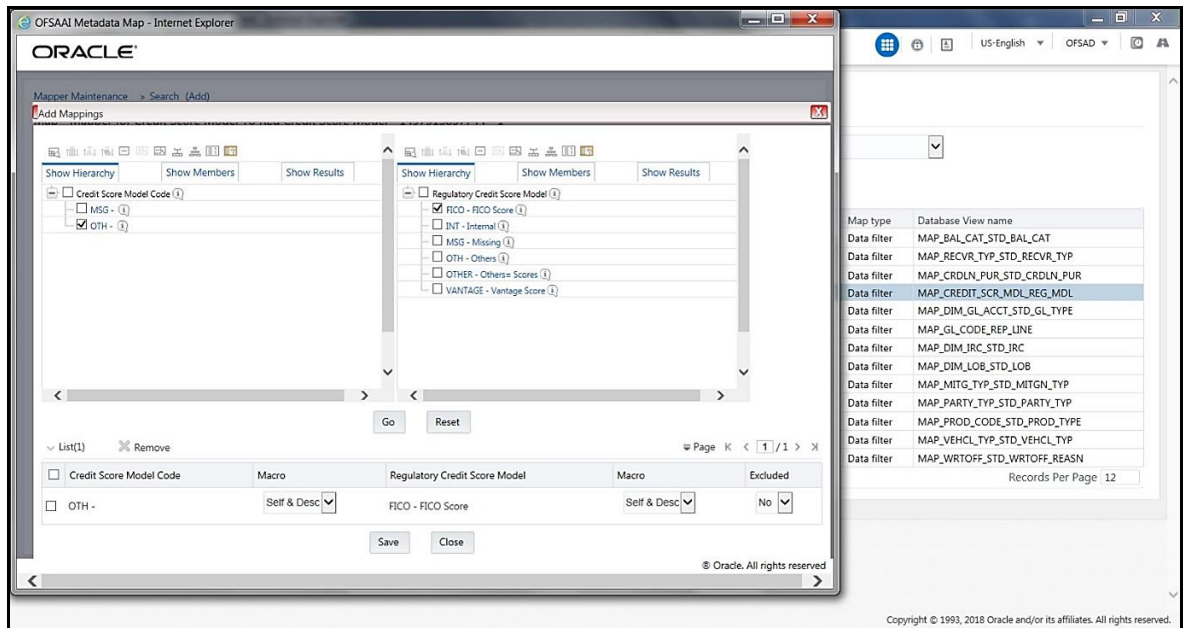 OFSAAI Metadata Map - Internet Explorer
ORACLE
US-English
OFSAD
Mapper Maintenance > Search (Add)
Add Mappings
Show Hierarchy Show Members Show Results
Credit Score Model Code
MSG -
OTH -
Show Hierarchy Show Members Show Results
Regulatory Credit Score Model
FICO - FICO Score
INT - Internal
MSG - Missing
OTH - Others
OTHER - Others= Scores
VANTAGE - Vantage Score
Go Reset
List(1) Remove Page 1 / 1
Credit Score Model Code Macro Regulatory Credit Score Model Macro Excluded
OTH - Self & Desc FICO - FICO Score Self & Desc No
Save Close
© Oracle. All rights reserved
Map type Database View name
Data filter MAP_BAL_CAT_STD_BAL_CAT
Data filter MAP_RECVR_TYP_STD_RECVR_TYP
Data filter MAP_CRDLN_PUR_STD_CRDLN_PUR
Data filter MAP_CREDIT_SCR_MDL_REG_MDL
Data filter MAP_DIM_GL_ACCT_STD_GL_TYPE
Data filter MAP_GL_CODE_REP_LINE
Data filter MAP_DIM_IRC_STD_IRC
Data filter MAP_DIM_LOB_STD_LOB
Data filter MAP_MITG_TYP_STD_MITGN_TYP
Data filter MAP_PARTY_TYP_STD_PARTY_TYP
Data filter MAP_PROD_CODE_STD_PROD_TYPE
Data filter MAP_VEHCL_TYP_STD_VEHCL_TYP
Data filter MAP_WRTOFF_STD_WRTOFF_REASN
Records Per Page 12
Copyright © 1993, 2018 Oracle and/or its affiliates. All rights reserved.